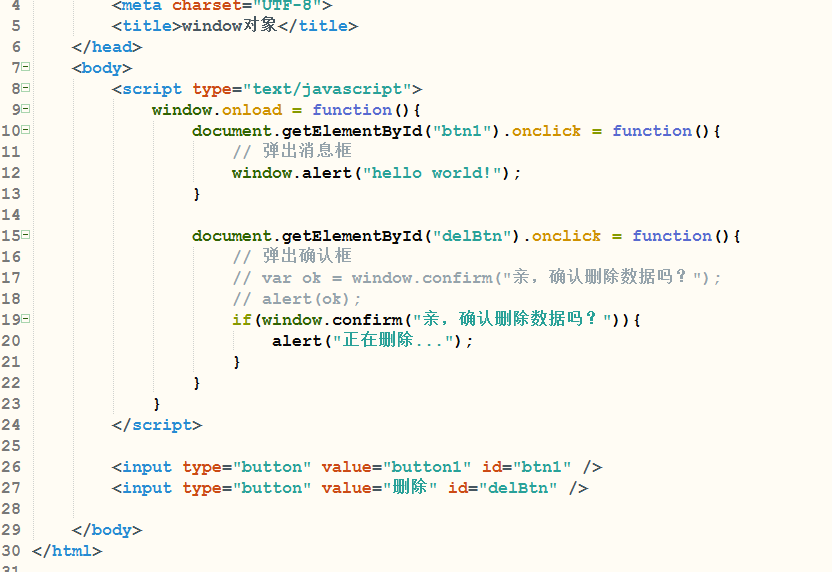 4 <meta charset="UTF-8">
5 <title>window对象</title>
6 </head>
7 <body>
8 <script type="text/javascript">
9 window.onload = function(){
10 document.getElementById("btn1").onclick = function(){
11 // 弹出消息框
12 window.alert("hello world!");
13 }
14
15 document.getElementById("delBtn").onclick = function(){
16 // 弹出确认框
17 // var ok = window.confirm("亲，确认删除数据吗？");
18 // alert(ok);
19 if(window.confirm("亲，确认删除数据吗？")){
20 alert("正在删除...");
21 }
22 }
23 }
24 </script>
25
26 <input type="button" value="button1" id="btn1" />
27 <input type="button" value="删除" id="delBtn" />
28
29 </body>
30 </html>
31